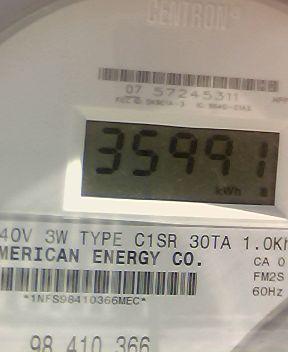 CENTRON®
07 57245311
35991
kWh
40V 3W TYPE C1SR 30TA 1.0Kh
MERICAN ENERGY CO.
CA 0
FM2S
60Hz
*1NFS98410366MEC*
98 410 366